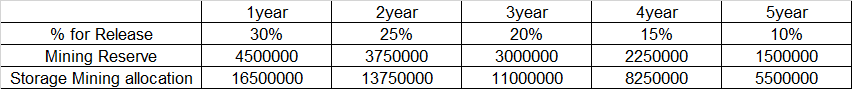 1year 2year 3year 4year 5year
% for Release 30% 25% 20% 15% 10%
Mining Reserve 4500000 3750000 3000000 2250000 1500000
Storage Mining allocation 16500000 13750000 11000000 8250000 5500000